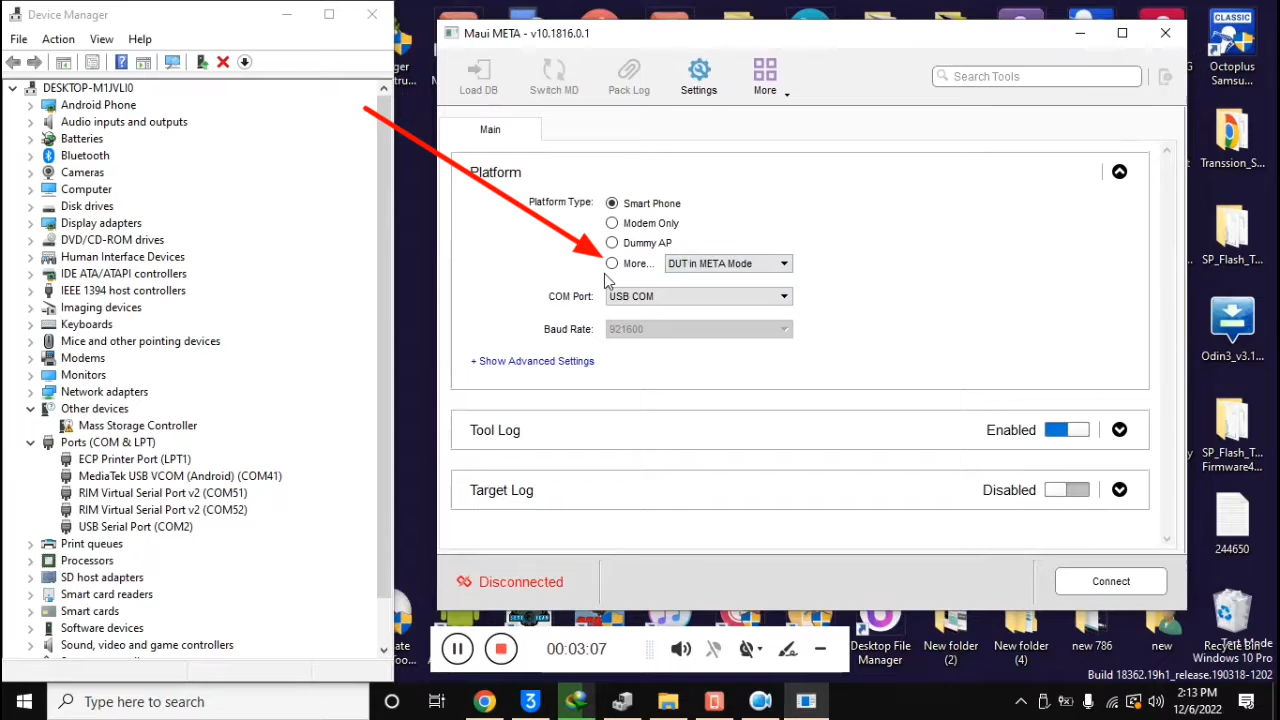 Device Manager
File Action View Help
DESKTOP-M1JVLI0
Android Phone
Audio inputs and outputs
Batteries
Bluetooth
Cameras
Computer
Disk drives
Display adapters
DVD/CD-ROM drives
Human Interface Devices
IDE ATA/ATAPI controllers
IEEE 1394 host controllers
Imaging devices
Keyboards
Mice and other pointing devices
Modems
Monitors
Network adapters
Other devices
Mass Storage Controller
Ports (COM & LPT)
ECP Printer Port (LPT1)
MediaTek USB VCOM (Android) (COM41)
RIM Virtual Serial Port v2 (COM51)
RIM Virtual Serial Port v2 (COM52)
USB Serial Port (COM2)
Print queues
Processors
SD host adapters
Smart card readers
Smart cards
Software devices
Sound, video and game controllers
Maui META - v10.1816.0.1
Load DB Switch MD Pack Log Settings More Search Tools
Main
Platform
Platform Type: Smart Phone
Modem Only
Dummy AP
More... DUT in META Mode
COM Port: USB COM
Baud Rate: 921600
+ Show Advanced Settings
Tool Log Enabled
Target Log Disabled
Disconnected Connect
00:03:07
CLASSIC
Octoplus
Samsu...
Transsion_S...
SP_Flash_T...
Odin3_v3.1...
SP_Flash_T...
Firmware4...
244650
Recycle Bin
Desktop File
Manager
New folder
(2)
New folder
(4)
new 786
new
Test Mode
Windows 10 Pro
Build 18362.19h1_release.190318-1202
Type here to search
3
2:13 PM
12/6/2022